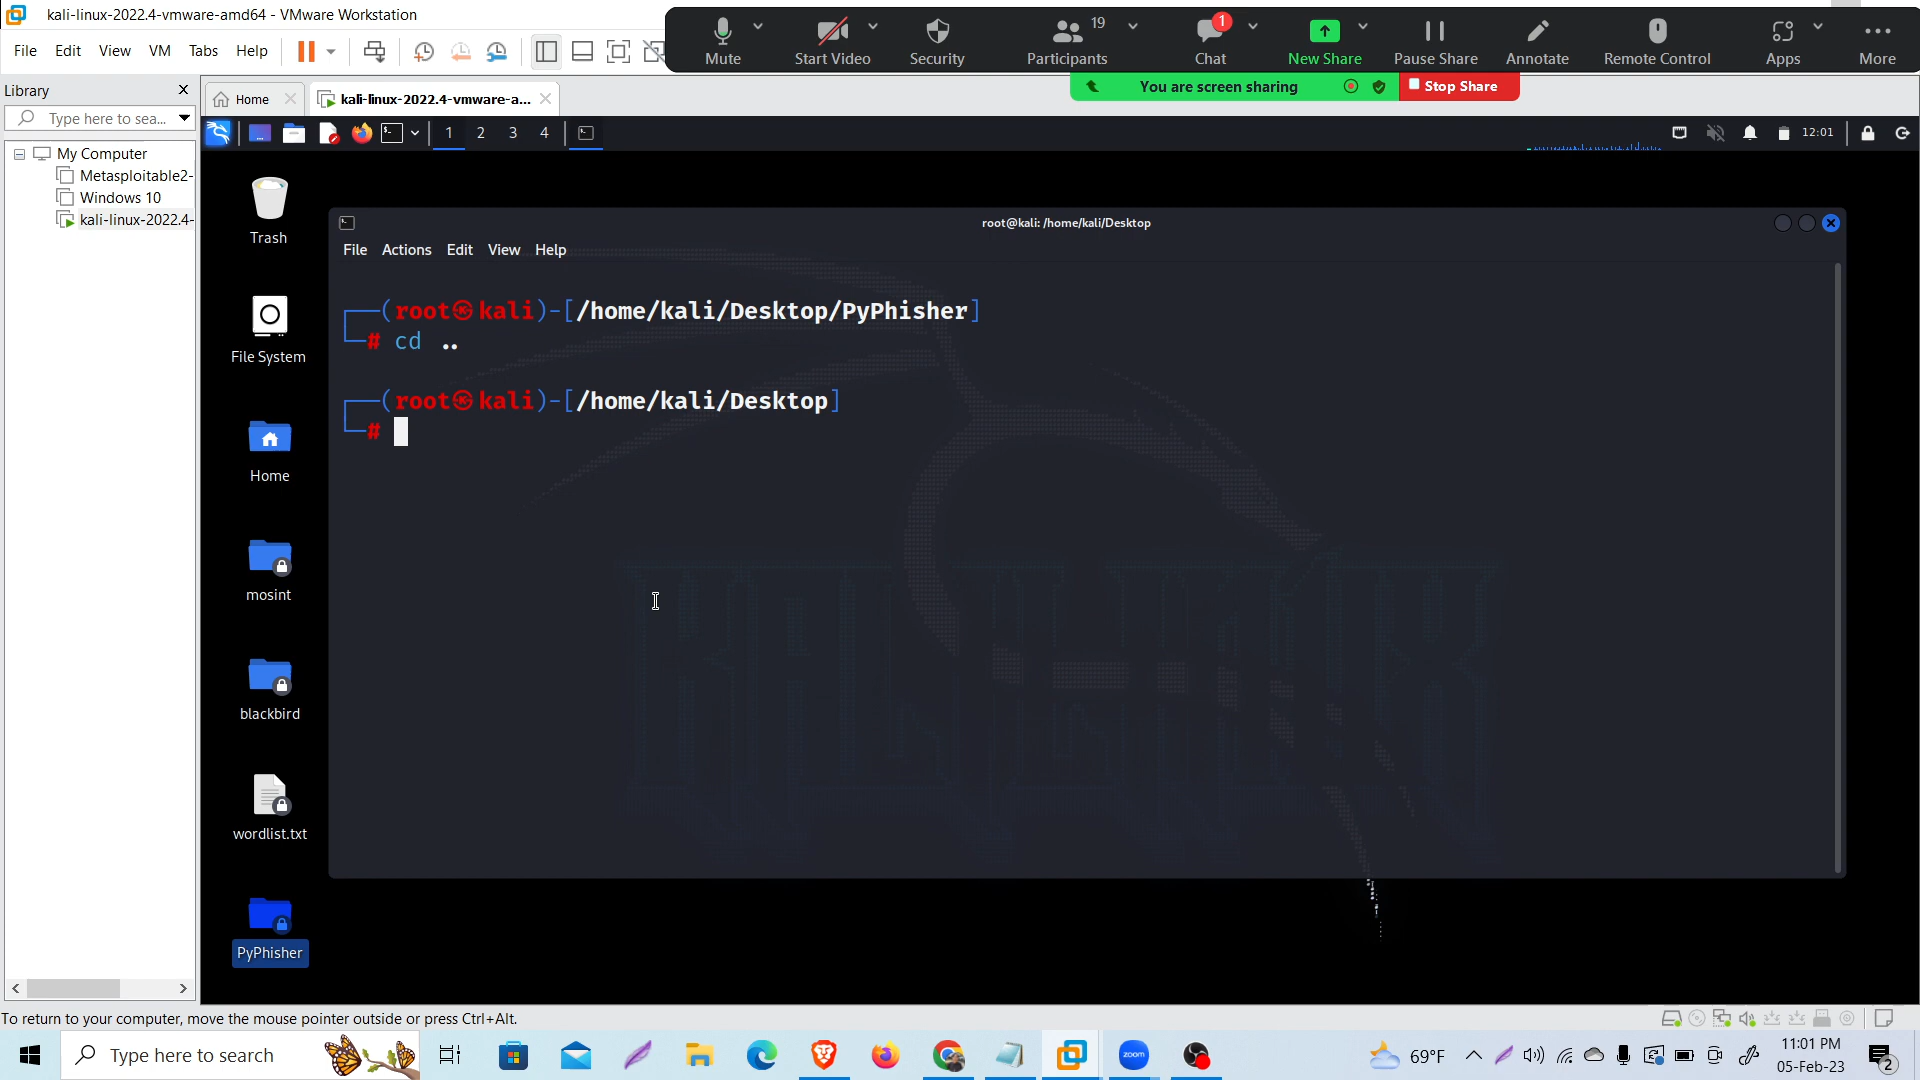 kali-linux-2022.4-vmware-amd64 - VMware Workstation
File Edit View VM Tabs Help
Mute
Start Video
Security
19
Participants
1
Chat
New Share
Pause Share
Annotate
Remote Control
Apps
More
You are screen sharing
Stop Share
Library
Type here to sea...
My Computer
Metasploitable2-
Windows 10
kali-linux-2022.4-
Home
kali-linux-2022.4-vmware-a...
1 2 3 4
12:01
Trash
File System
Home
mosint
blackbird
wordlist.txt
PyPhisher
root@kali: /home/kali/Desktop
File Actions Edit View Help
(root㉿kali)-[/home/kali/Desktop/PyPhisher]
# cd ..
(root㉿kali)-[/home/kali/Desktop]
#
To return to your computer, move the mouse pointer outside or press Ctrl+Alt.
Type here to search
zoom
69°F
11:01 PM
05-Feb-23
2